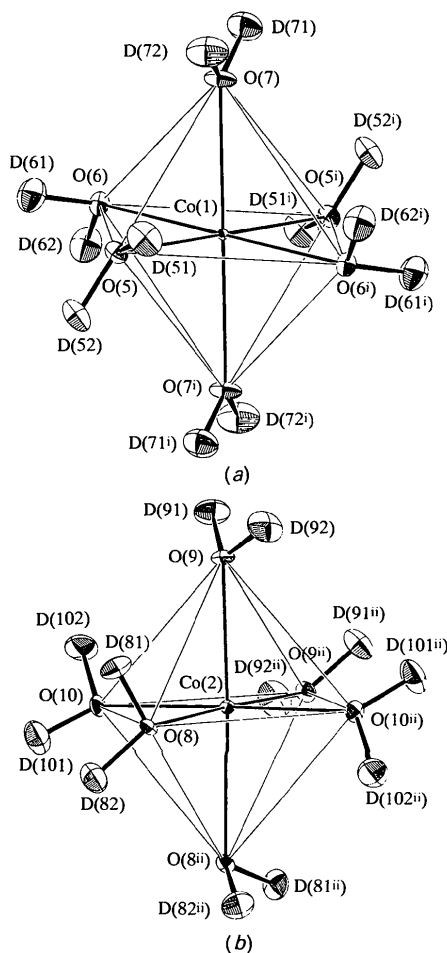 D(71)
D(72)
O(7)
D(52ⁱ)
D(61)
O(6)
Co(1)
D(51ⁱ)
O(5ⁱ)
D(62ⁱ)
D(62)
D(51)
O(5)
O(6ⁱ)
D(61ⁱ)
D(52)
O(7ⁱ)
D(72ⁱ)
D(71ⁱ)
(a)
D(91)
D(92)
O(9)
D(102)
D(81)
D(91ⁱⁱ)
Co(2)
O(9ⁱⁱ)
D(101ⁱⁱ)
D(92ⁱⁱ)
O(10)
O(8)
O(10ⁱⁱ)
D(101)
D(82)
D(102ⁱⁱ)
O(8ⁱⁱ)
D(81ⁱⁱ)
D(82ⁱⁱ)
(b)